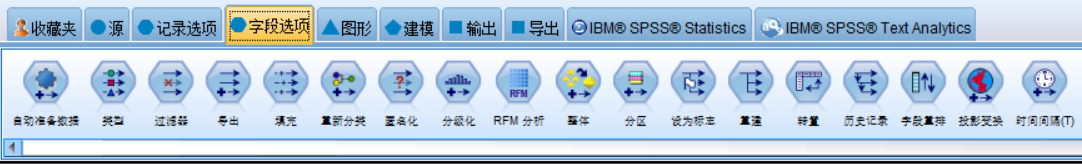 收藏夹 源 记录选项 字段选项 图形 建模 输出 导出 IBM® SPSS® Statistics IBM® SPSS® Text Analytics
RFM
自动准备数据 类型 过滤器 导出 填充 重新分类 匿名化 分级化 RFM 分析 整体 分区 设为标志 重建 转置 历史记录 字段重排 投影变换 时间间隔(T)